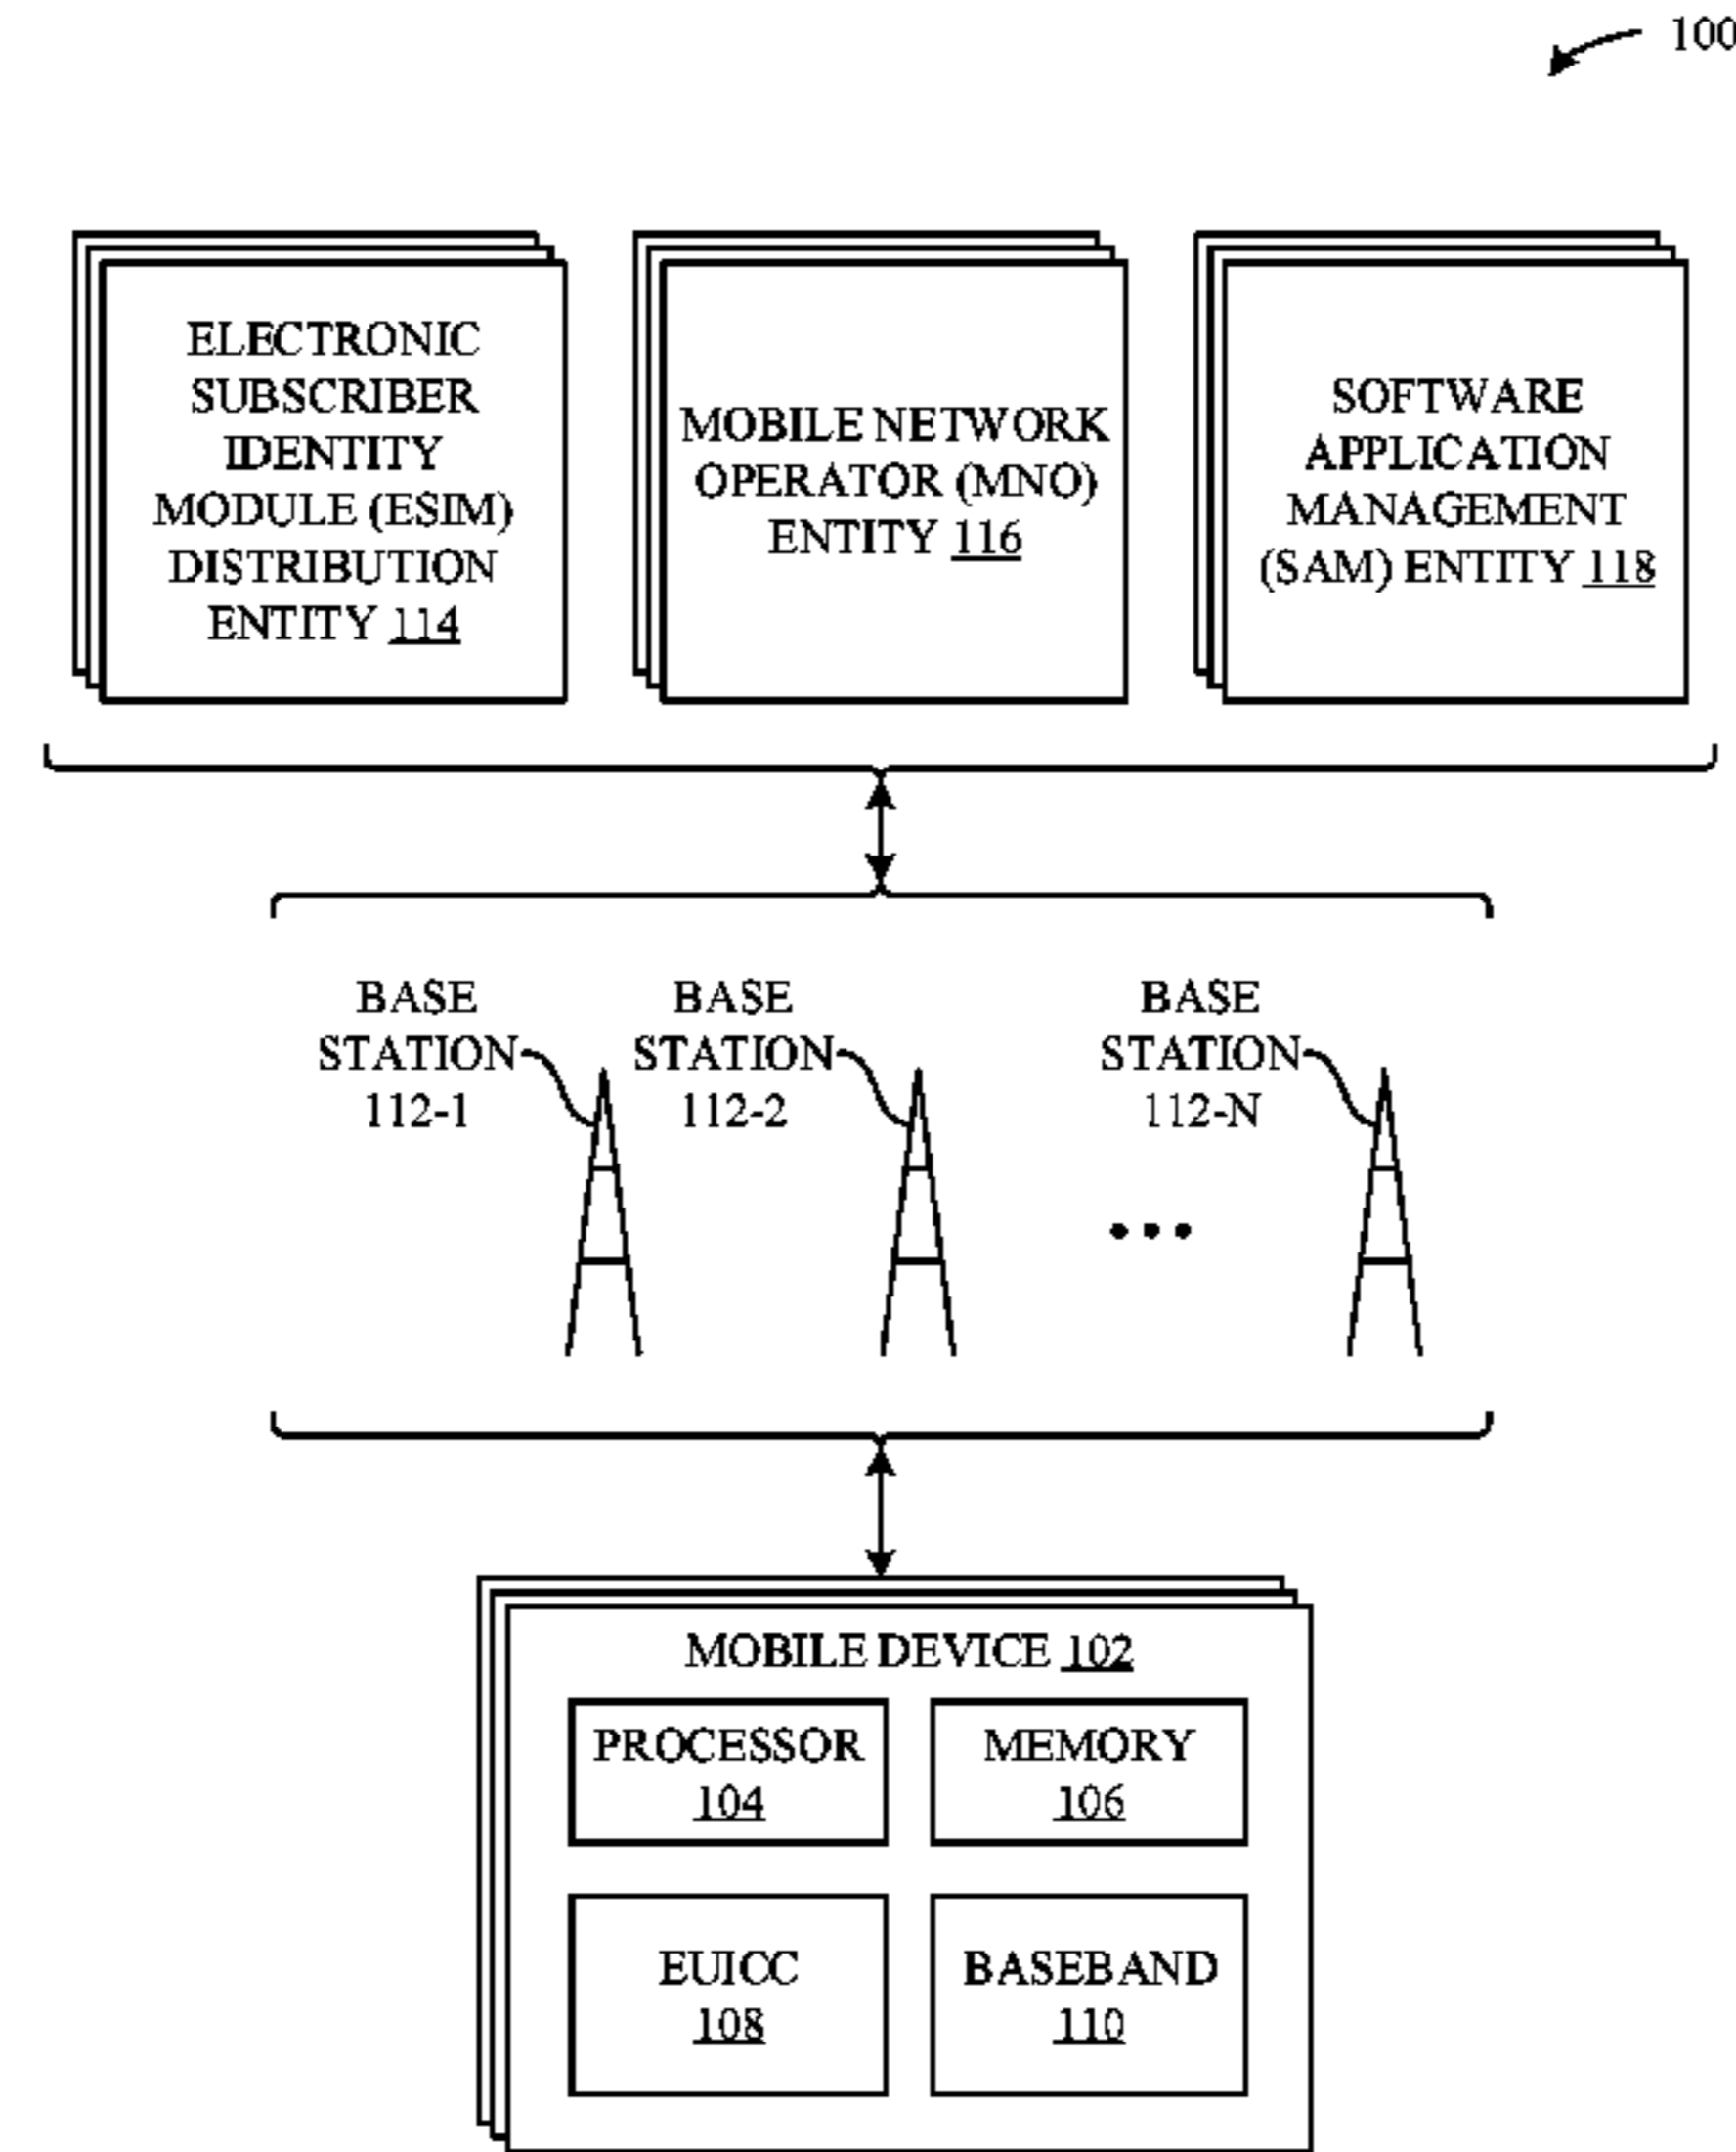 100
ELECTRONIC
SUBSCRIBER
IDENTITY
MODULE (ESIM)
DISTRIBUTION
ENTITY 114
MOBILE NETWORK
OPERATOR (MNO)
ENTITY 116
SOFTWARE
APPLICATION
MANAGEMENT
(SAM) ENTITY 118
BASE
STATION
112-1
BASE
STATION
112-2
BASE
STATION
112-N
MOBILE DEVICE 102
PROCESSOR
104
MEMORY
106
EUICC
108
BASEBAND
110